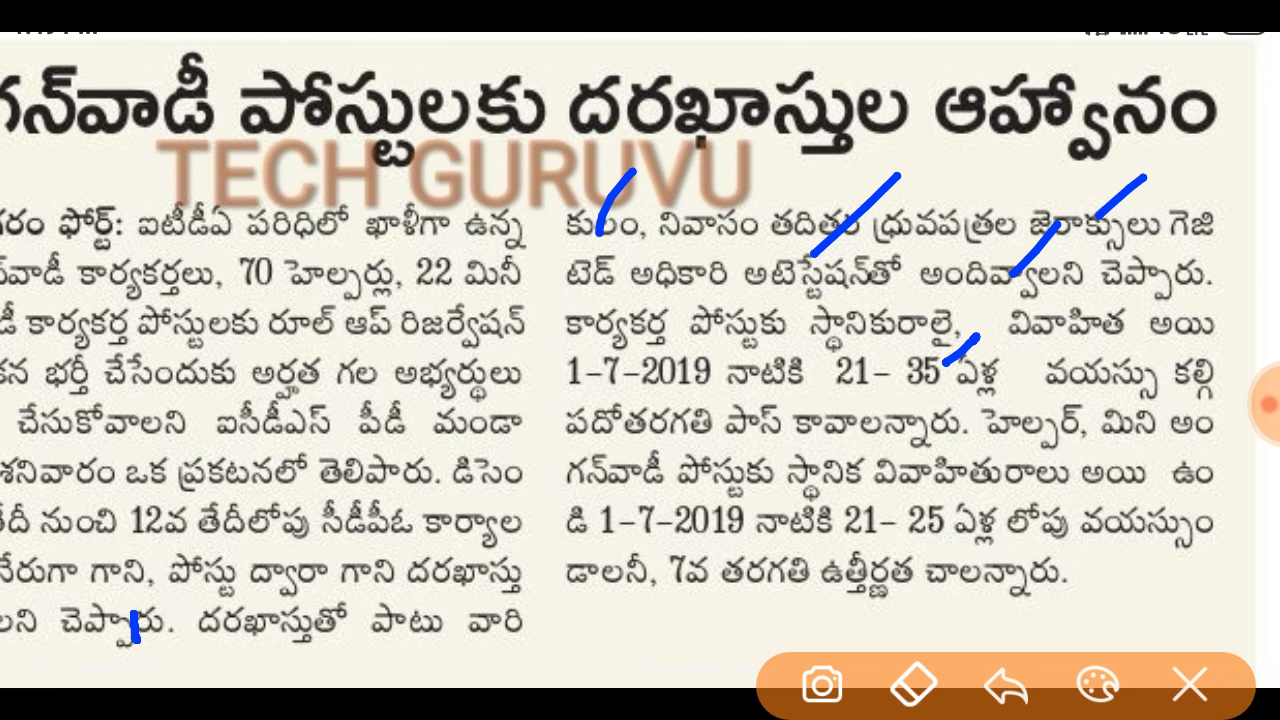 గన్‌వాడీ పోస్టులకు దరఖాస్తుల ఆహ్వానం
TECH GURUVU
ఫోర్ట్: ఐటీడీఏ పరిధిలో ఖాళీగా ఉన్న
కార్యకర్తలు, 70 హెల్పర్లు, 22 మినీ
కార్యకర్త పోస్టులకు రూల్ ఆప్ రిజర్వేషన్
భర్తీ చేసేందుకు అర్హత గల అభ్యర్థులు
చేసుకోవాలని ఐసీడీఎస్ పీడీ మండా
శనివారం ఒక ప్రకటనలో తెలిపారు. డిసెం
నుంచి 12వ తేదీలోపు సీడీపీఓ కార్యాల
నేరుగా గాని, పోస్టు ద్వారా గాని దరఖాస్తు
చెప్పారు. దరఖాస్తుతో పాటు వారి
కులం, నివాసం తదితర ధ్రువపత్రల జెరాక్సులు గెజి
టెడ్ అధికారి అటెస్టేషన్‌తో అందివ్వాలని చెప్పారు.
కార్యకర్త పోస్టుకు స్థానికురాలై, వివాహిత అయి
1-7-2019 నాటికి 21- 35 ఏళ్ల వయస్సు కల్గి
పదోతరగతి పాస్ కావాలన్నారు. హెల్పర్, మిని అం
గన్‌వాడీ పోస్టుకు స్థానిక వివాహితురాలు అయి ఉం
డి 1-7-2019 నాటికి 21- 25 ఏళ్ల లోపు వయస్సుం
డాలనీ, 7వ తరగతి ఉత్తీర్ణత చాలన్నారు.